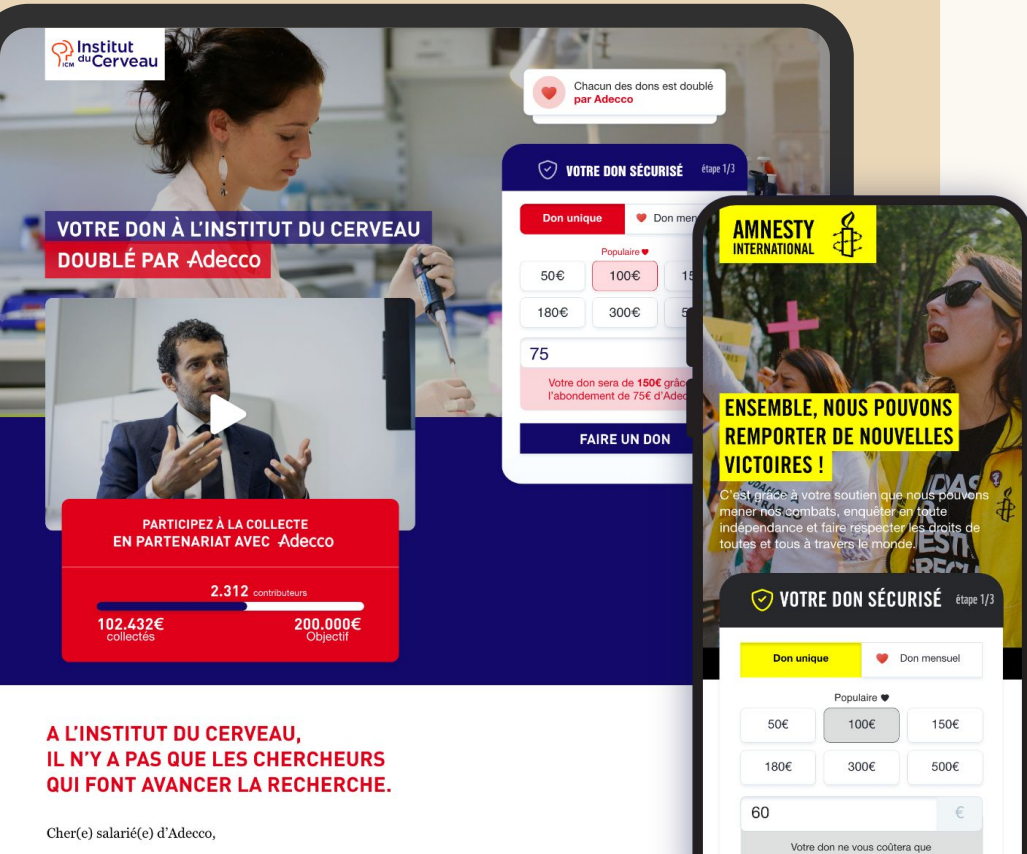 Institut
du Cerveau
ICM
Chacun des dons est doublé
par Adecco
VOTRE DON À L'INSTITUT DU CERVEAU
DOUBLÉ PAR Adecco
VOTRE DON SÉCURISÉ étape 1/3
Don unique
Don men
Populaire
50€
100€
180€
300€
75
Votre don sera de 150€ grâc
l'abondement de 75€ d'Adec
FAIRE UN DON
PARTICIPEZ À LA COLLECTE
EN PARTENARIAT AVEC Adecco
2.312 contributeurs
102.432€ 200.000€
collectés Objectif
A L'INSTITUT DU CERVEAU,
IL N'Y A PAS QUE LES CHERCHEURS
QUI FONT AVANCER LA RECHERCHE.
Cher(e) salarié(e) d'Adecco,
AMNESTY
INTERNATIONAL
ENSEMBLE, NOUS POUVONS
REMPORTER DE NOUVELLES
VICTOIRES !
C'est grâce à votre soutien que nous pouvons
mener nos combats, enquêter en toute
indépendance et faire respecter les droits de
toutes et tous à travers le monde.
VOTRE DON SÉCURISÉ étape 1/3
Don unique
Don mensuel
Populaire
50€ 100€ 150€
180€ 300€ 500€
60 €
Votre don ne vous coûtera que